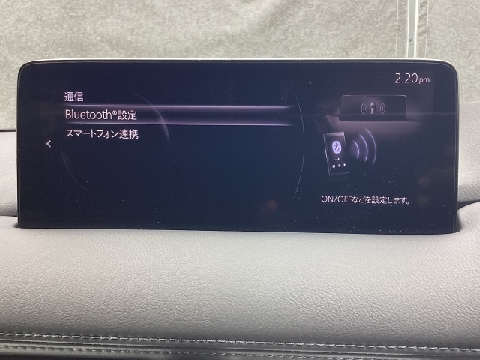 2:20pm
通信
Bluetooth®設定
スマートフォン連携
ON/OFFなどを設定します。